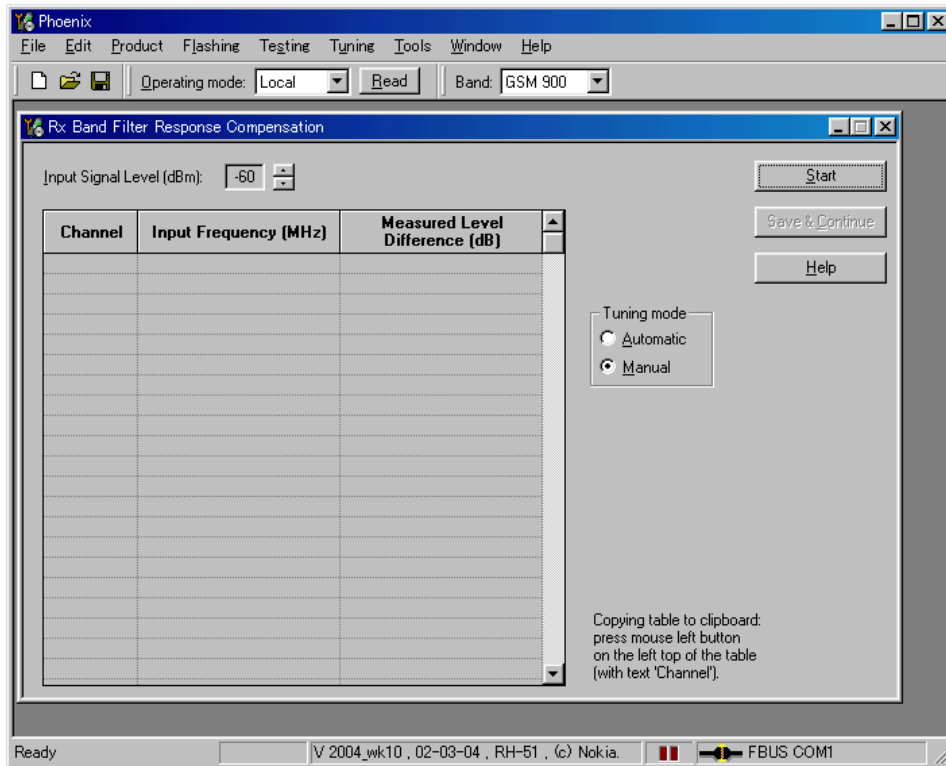 Phoenix
File Edit Product Flashing Testing Tuning Tools Window Help
Operating mode: Local Read Band: GSM 900
Rx Band Filter Response Compensation
Input Signal Level (dBm): -60
Start
Save & Continue
Help
Channel Input Frequency (MHz) Measured Level Difference (dB)
Tuning mode
Automatic
Manual
Copying table to clipboard:
press mouse left button
on the left top of the table
(with text 'Channel').
Ready V 2004_wk10 , 02-03-04 , RH-51 , (c) Nokia. FBUS COM1